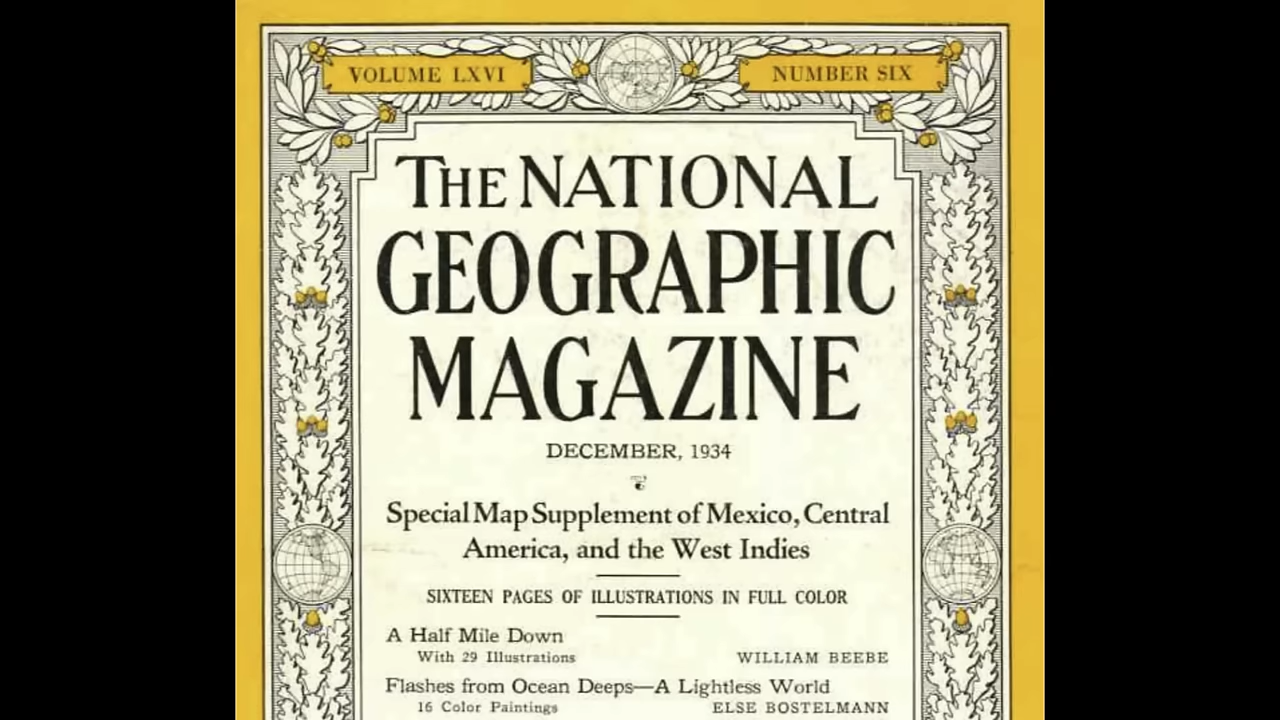 VOLUME LXVI
NUMBER SIX
THE NATIONAL
GEOGRAPHIC
MAGAZINE
DECEMBER, 1934
Special Map Supplement of Mexico, Central
America, and the West Indies
SIXTEEN PAGES OF ILLUSTRATIONS IN FULL COLOR
A Half Mile Down
With 29 Illustrations WILLIAM BEEBE
Flashes from Ocean Deeps—A Lightless World
16 Color Paintings ELSE BOSTELMANN